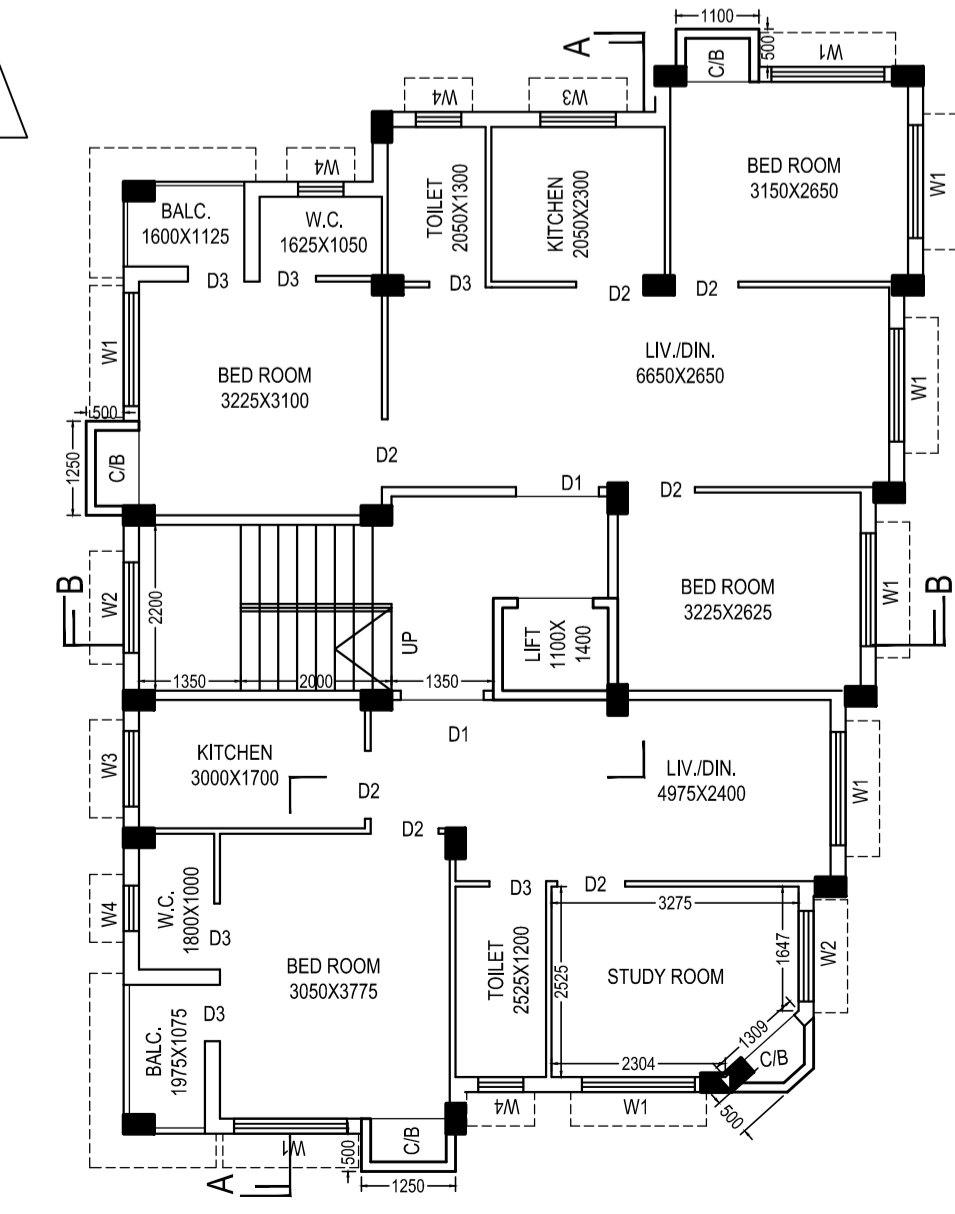 1100
A
C/B
500
W1
W4
W3
BED ROOM
3150X2650
W1
W4
TOILET
2050X1300
KITCHEN
2050X2300
BALC.
1600X1125
W.C.
1625X1050
D3
D3
D3
D2
D2
W1
BED ROOM
3225X3100
LIV./DIN.
6650X2650
W1
500
1250
C/B
D2
D1
D2
B
W2
2200
UP
LIFT
1100X
1400
BED ROOM
3225X2625
W1
B
1350
2000
1350
D1
W3
KITCHEN
3000X1700
D2
LIV./DIN.
4975X2400
W1
D2
W4
W.C.
1800X1000
D3
D3
D2
3275
1647
W2
BED ROOM
3050X3775
TOILET
2525X1200
2525
STUDY ROOM
BALC.
1975X1075
D3
2304
1309
C/B
500
W4
W1
W1
500
C/B
1250
A